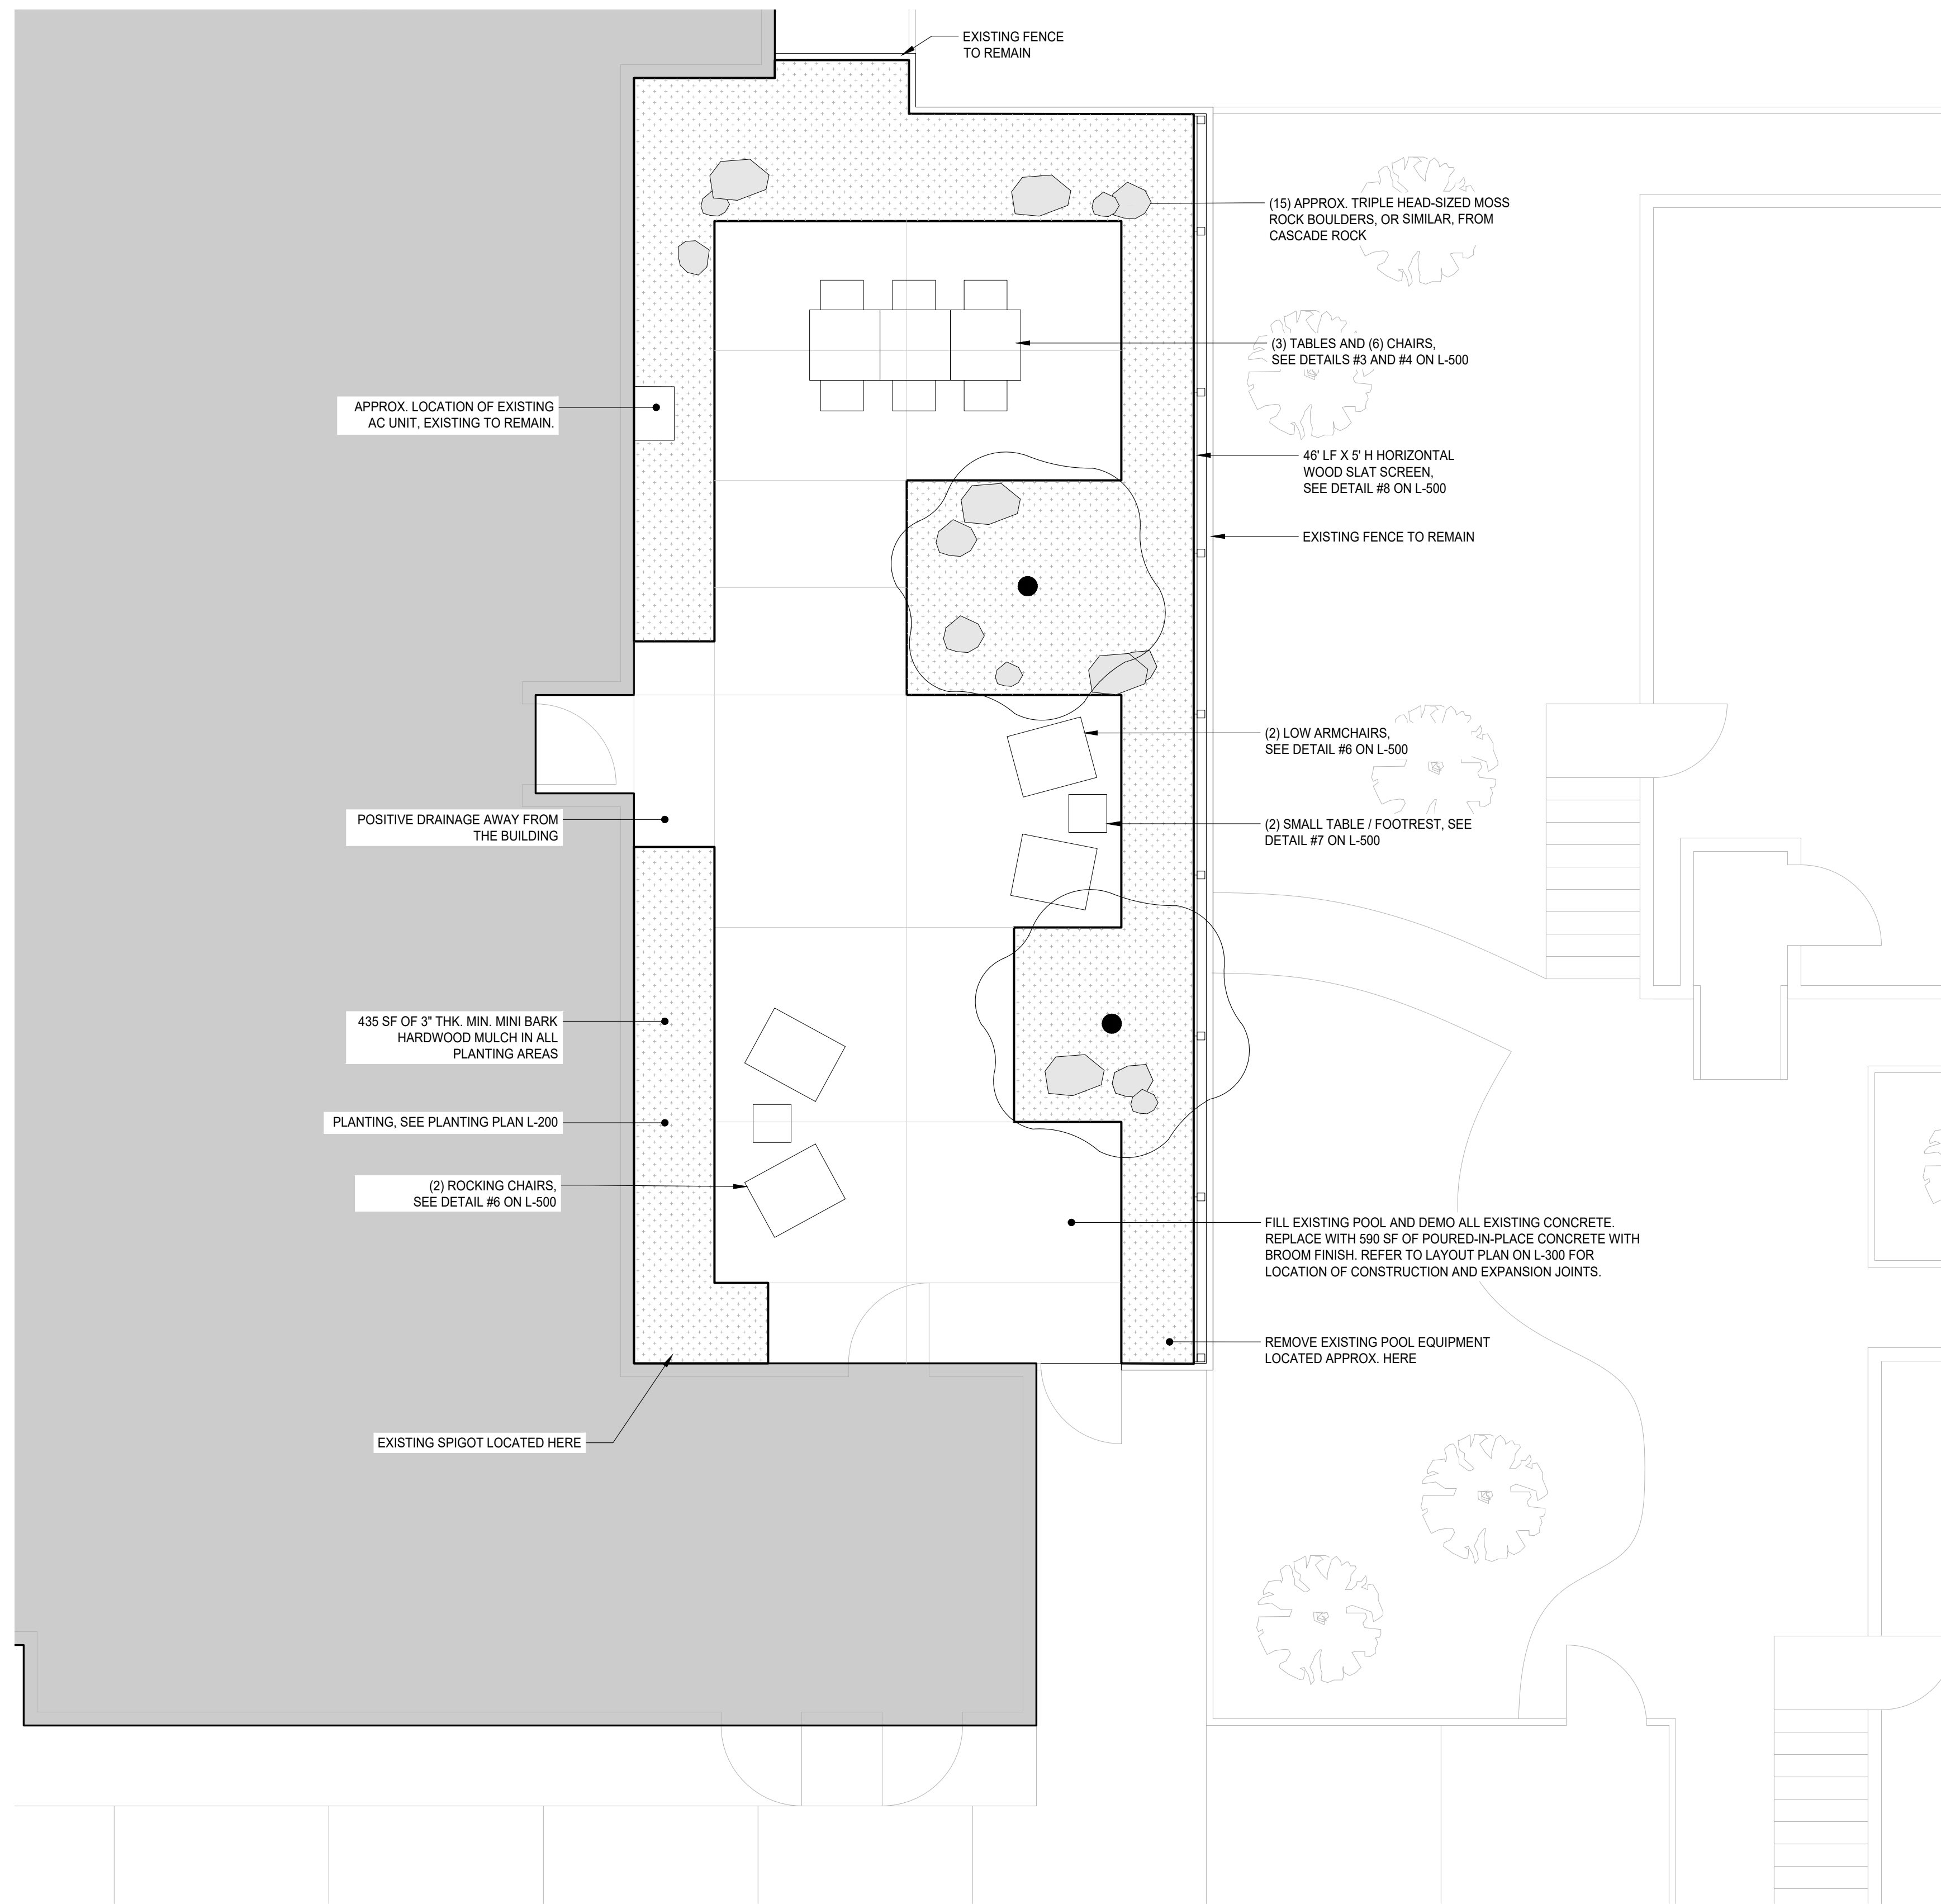 EXISTING FENCE
TO REMAIN
(15) APPROX. TRIPLE HEAD-SIZED MOSS
ROCK BOULDERS, OR SIMILAR, FROM
CASCADE ROCK
(3) TABLES AND (6) CHAIRS,
SEE DETAILS #3 AND #4 ON L-500
APPROX. LOCATION OF EXISTING
AC UNIT, EXISTING TO REMAIN.
46' LF X 5' H HORIZONTAL
WOOD SLAT SCREEN,
SEE DETAIL #8 ON L-500
EXISTING FENCE TO REMAIN
(2) LOW ARMCHAIRS,
SEE DETAIL #6 ON L-500
POSITIVE DRAINAGE AWAY FROM
THE BUILDING
(2) SMALL TABLE / FOOTREST, SEE
DETAIL #7 ON L-500
435 SF OF 3" THK. MIN. MINI BARK
HARDWOOD MULCH IN ALL
PLANTING AREAS
PLANTING, SEE PLANTING PLAN L-200
(2) ROCKING CHAIRS,
SEE DETAIL #6 ON L-500
FILL EXISTING POOL AND DEMO ALL EXISTING CONCRETE.
REPLACE WITH 590 SF OF POURED-IN-PLACE CONCRETE WITH
BROOM FINISH. REFER TO LAYOUT PLAN ON L-300 FOR
LOCATION OF CONSTRUCTION AND EXPANSION JOINTS.
REMOVE EXISTING POOL EQUIPMENT
LOCATED APPROX. HERE
EXISTING SPIGOT LOCATED HERE